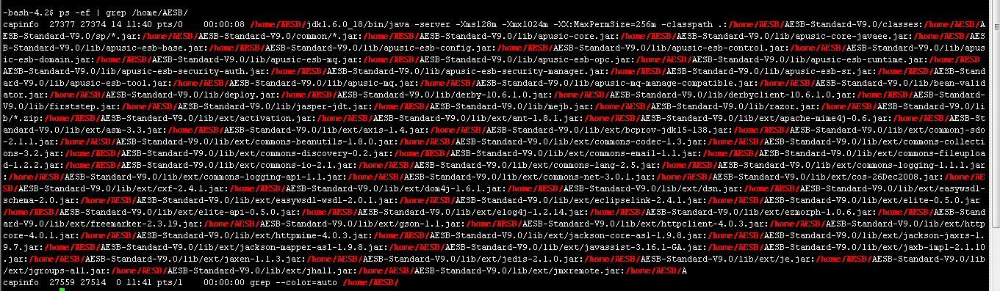 -bash-4.2$ ps -ef | grep /home/AESB/
capinfo  27377 27374 14 11:40 pts/0    00:00:08 /home/AESB/jdk1.6.0_18/bin/java -server -Xms128m -Xmx1024m -XX:MaxPermSize=256m -classpath .:/home/AESB/AESB-Standard-V9.0/classes:/home/AESB/A
ESB-Standard-V9.0/sp/*.jar:/home/AESB/AESB-Standard-V9.0/common/*.jar:/home/AESB/AESB-Standard-V9.0/lib/apusic-core.jar:/home/AESB/AESB-Standard-V9.0/lib/apusic-core-javaee.jar:/home/AESB/AES
B-Standard-V9.0/lib/apusic-esb-base.jar:/home/AESB/AESB-Standard-V9.0/lib/apusic-esb-config.jar:/home/AESB/AESB-Standard-V9.0/lib/apusic-esb-control.jar:/home/AESB/AESB-Standard-V9.0/lib/apus
ic-esb-domain.jar:/home/AESB/AESB-Standard-V9.0/lib/apusic-esb-mq.jar:/home/AESB/AESB-Standard-V9.0/lib/apusic-esb-opc.jar:/home/AESB/AESB-Standard-V9.0/lib/apusic-esb-runtime.jar:/home/AESB/
AESB-Standard-V9.0/lib/apusic-esb-security-auth.jar:/home/AESB/AESB-Standard-V9.0/lib/apusic-esb-security-manager.jar:/home/AESB/AESB-Standard-V9.0/lib/apusic-esb-sr.jar:/home/AESB/AESB-Stand
ard-V9.0/lib/apusic-esb-tool.jar:/home/AESB/AESB-Standard-V9.0/lib/apusic-mq.jar:/home/AESB/AESB-Standard-V9.0/lib/apusic-mq-manage-compatible.jar:/home/AESB/AESB-Standard-V9.0/lib/bean-valid
ator.jar:/home/AESB/AESB-Standard-V9.0/lib/deploy.jar:/home/AESB/AESB-Standard-V9.0/lib/derby-10.6.1.0.jar:/home/AESB/AESB-Standard-V9.0/lib/derbyclient-10.6.1.0.jar:/home/AESB/AESB-Standard-
V9.0/lib/firststep.jar:/home/AESB/AESB-Standard-V9.0/lib/jasper-jdt.jar:/home/AESB/AESB-Standard-V9.0/lib/mejb.jar:/home/AESB/AESB-Standard-V9.0/lib/razor.jar:/home/AESB/AESB-Standard-V9.0/li
b/*.zip:/home/AESB/AESB-Standard-V9.0/lib/ext/activation.jar:/home/AESB/AESB-Standard-V9.0/lib/ext/ant-1.8.1.jar:/home/AESB/AESB-Standard-V9.0/lib/ext/apache-mime4j-0.6.jar:/home/AESB/AESB-St
andard-V9.0/lib/ext/asm-3.3.jar:/home/AESB/AESB-Standard-V9.0/lib/ext/axis-1.4.jar:/home/AESB/AESB-Standard-V9.0/lib/ext/bcprov-jdk15-138.jar:/home/AESB/AESB-Standard-V9.0/lib/ext/commonj-sdo
-2.1.1.jar:/home/AESB/AESB-Standard-V9.0/lib/ext/commons-beanutils-1.8.0.jar:/home/AESB/AESB-Standard-V9.0/lib/ext/commons-codec-1.3.jar:/home/AESB/AESB-Standard-V9.0/lib/ext/commons-collecti
ons-3.2.jar:/home/AESB/AESB-Standard-V9.0/lib/ext/commons-discovery-0.2.jar:/home/AESB/AESB-Standard-V9.0/lib/ext/commons-email-1.1.jar:/home/AESB/AESB-Standard-V9.0/lib/ext/commons-fileuploa
d-1.2.2.jar:/home/AESB/AESB-Standard-V9.0/lib/ext/commons-io-2.1.jar:/home/AESB/AESB-Standard-V9.0/lib/ext/commons-lang-2.5.jar:/home/AESB/AESB-Standard-V9.0/lib/ext/commons-logging-1.1.1.jar
:/home/AESB/AESB-Standard-V9.0/lib/ext/commons-logging-api-1.1.jar:/home/AESB/AESB-Standard-V9.0/lib/ext/commons-net-3.0.1.jar:/home/AESB/AESB-Standard-V9.0/lib/ext/cos-26Dec2008.jar:/home/AE
SB/AESB-Standard-V9.0/lib/ext/cxf-2.4.1.jar:/home/AESB/AESB-Standard-V9.0/lib/ext/dom4j-1.6.1.jar:/home/AESB/AESB-Standard-V9.0/lib/ext/dsn.jar:/home/AESB/AESB-Standard-V9.0/lib/ext/easywsdl-
schema-2.0.jar:/home/AESB/AESB-Standard-V9.0/lib/ext/easywsdl-wsdl-2.0.1.jar:/home/AESB/AESB-Standard-V9.0/lib/ext/eclipselink-2.4.1.jar:/home/AESB/AESB-Standard-V9.0/lib/ext/elite-0.5.0.jar
:/home/AESB/AESB-Standard-V9.0/lib/ext/elite-api-0.5.0.jar:/home/AESB/AESB-Standard-V9.0/lib/ext/elog4j-1.2.14.jar:/home/AESB/AESB-Standard-V9.0/lib/ext/ezmorph-1.0.6.jar:/home/AESB/AESB-Stand
ard-V9.0/lib/ext/freemarker-2.3.19.jar:/home/AESB/AESB-Standard-V9.0/lib/ext/gson-1.1.jar:/home/AESB/AESB-Standard-V9.0/lib/ext/httpclient-4.0.3.jar:/home/AESB/AESB-Standard-V9.0/lib/ext/http
core-4.0.1.jar:/home/AESB/AESB-Standard-V9.0/lib/ext/httpmime-4.0.3.jar:/home/AESB/AESB-Standard-V9.0/lib/ext/jackson-core-asl-1.9.8.jar:/home/AESB/AESB-Standard-V9.0/lib/ext/jackson-jaxrs-1.
9.7.jar:/home/AESB/AESB-Standard-V9.0/lib/ext/jackson-mapper-asl-1.9.8.jar:/home/AESB/AESB-Standard-V9.0/lib/ext/javassist-3.16.1-GA.jar:/home/AESB/AESB-Standard-V9.0/lib/ext/jaxb-impl-2.1.10
.jar:/home/AESB/AESB-Standard-V9.0/lib/ext/jaxen-1.1.3.jar:/home/AESB/AESB-Standard-V9.0/lib/ext/jedis-2.1.0.jar:/home/AESB/AESB-Standard-V9.0/lib/ext/je.jar:/home/AESB/AESB-Standard-V9.0/lib
/ext/jgroups-all.jar:/home/AESB/AESB-Standard-V9.0/lib/ext/jhall.jar:/home/AESB/AESB-Standard-V9.0/lib/ext/jmxremote.jar:/home/AESB/A
capinfo  27559 27514  0 11:41 pts/1    00:00:00 grep --color=auto /home/AESB/